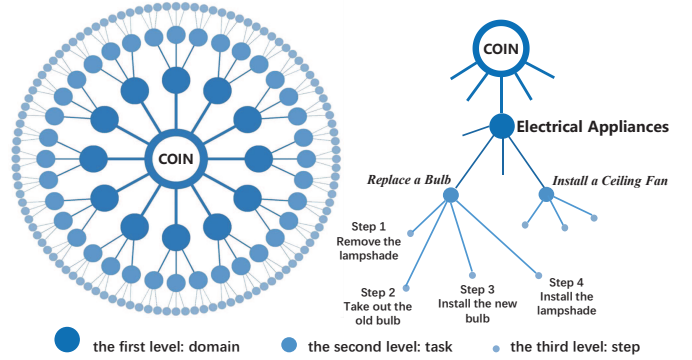 COIN
COIN
Electrical Appliances
Replace a Bulb
Install a Ceiling Fan
Step 1
Remove the
lampshade
Step 2
Take out the
old bulb
Step 3
Install the new
bulb
Step 4
Install the
lampshade
the first level: domain
the second level: task
the third level: step